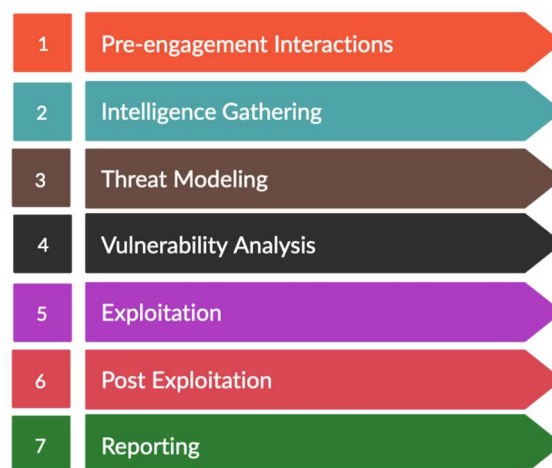 1 Pre-engagement Interactions
2 Intelligence Gathering
3 Threat Modeling
4 Vulnerability Analysis
5 Exploitation
6 Post Exploitation
7 Reporting